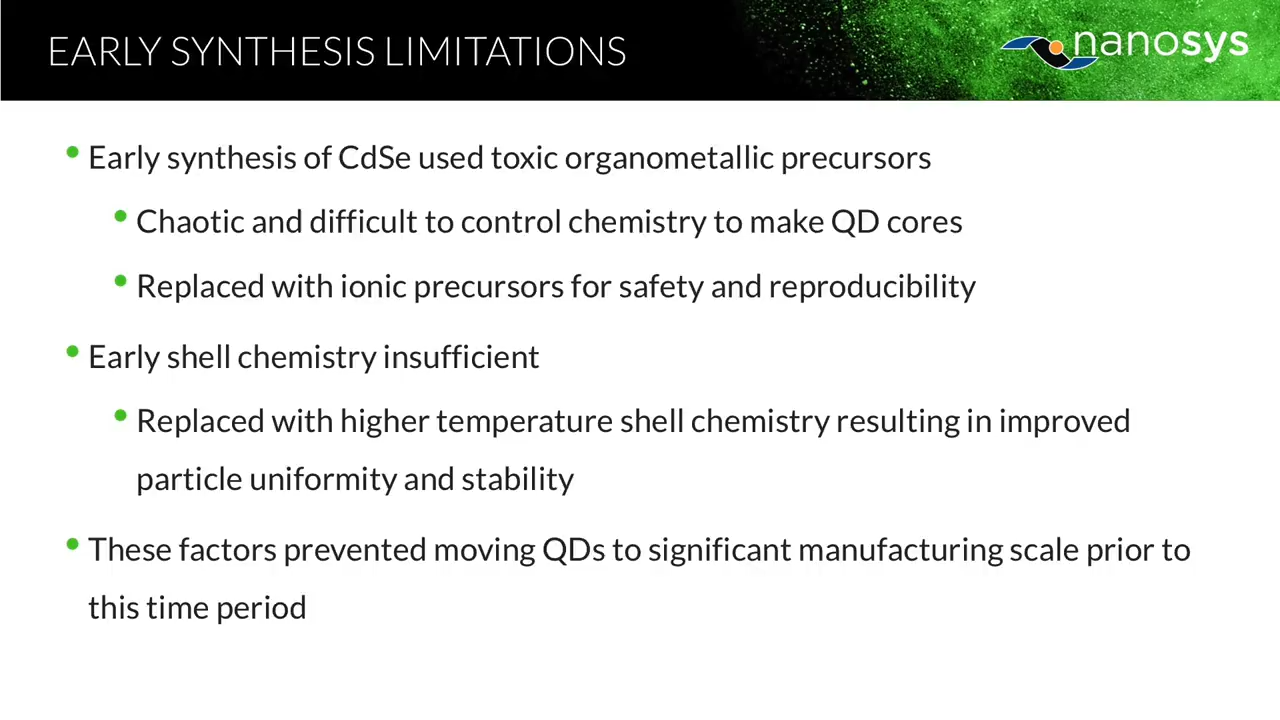 EARLY SYNTHESIS LIMITATIONS
nanosys
• Early synthesis of CdSe used toxic organometallic precursors
• Chaotic and difficult to control chemistry to make QD cores
• Replaced with ionic precursors for safety and reproducibility
• Early shell chemistry insufficient
• Replaced with higher temperature shell chemistry resulting in improved
particle uniformity and stability
• These factors prevented moving QDs to significant manufacturing scale prior to
this time period